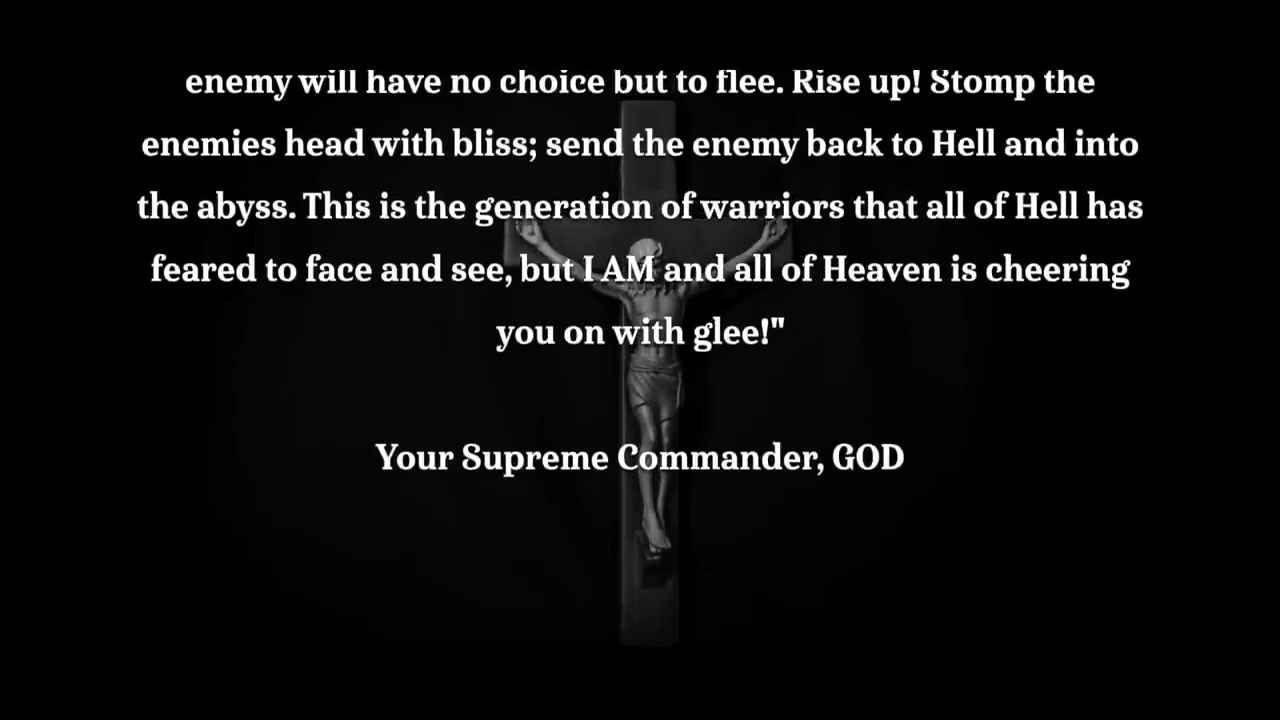 enemy will have no choice but to flee. Rise up! Stomp the
enemies head with bliss; send the enemy back to Hell and into
the abyss. This is the generation of warriors that all of Hell has
feared to face and see, but I AM and all of Heaven is cheering
you on with glee!"
Your Supreme Commander, GOD